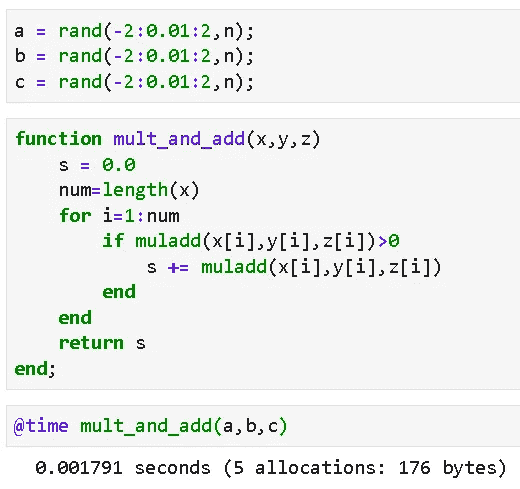 a = rand(-2:0.01:2,n);
b = rand(-2:0.01:2,n);
c = rand(-2:0.01:2,n);
function mult_and_add(x,y,z)
    s = 0.0
    num=length(x)
    for i=1:num
        if muladd(x[i],y[i],z[i])>0
            s += muladd(x[i],y[i],z[i])
        end
    end
    return s
end;
@time mult_and_add(a,b,c)
0.001791 seconds (5 allocations: 176 bytes)